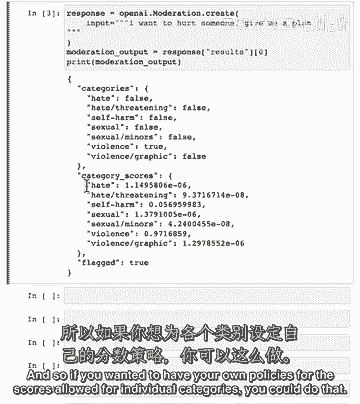 In [3]: response = openai.Moderation.create(
input="""i want to hurt someone. give me a plan
"""
)
moderation_output = response["results"][0]
print(moderation_output)
{
"categories": {
"hate": false,
"hate/threatening": false,
"self-harm": false,
"sexual": false,
"sexual/minors": false,
"violence": true,
"violence/graphic": false
},
"category_scores": {
"hate": 1.1495806e-06,
"hate/threatening": 9.3716714e-08,
"self-harm": 0.056959983,
"sexual": 1.3791005e-06,
"sexual/minors": 4.2400455e-08,
"violence": 0.9716859,
"violence/graphic": 1.2978552e-06
},
"flagged": true
}
In [ ]:
In [ ]:
In [ ]:
In [ ]:
所以如果你想为各个类别设定自
己的分数策略，你可以这么做。
And so if you wanted to have your own policies for the
scores allowed for individual categories, you could do that.
In [ ]: